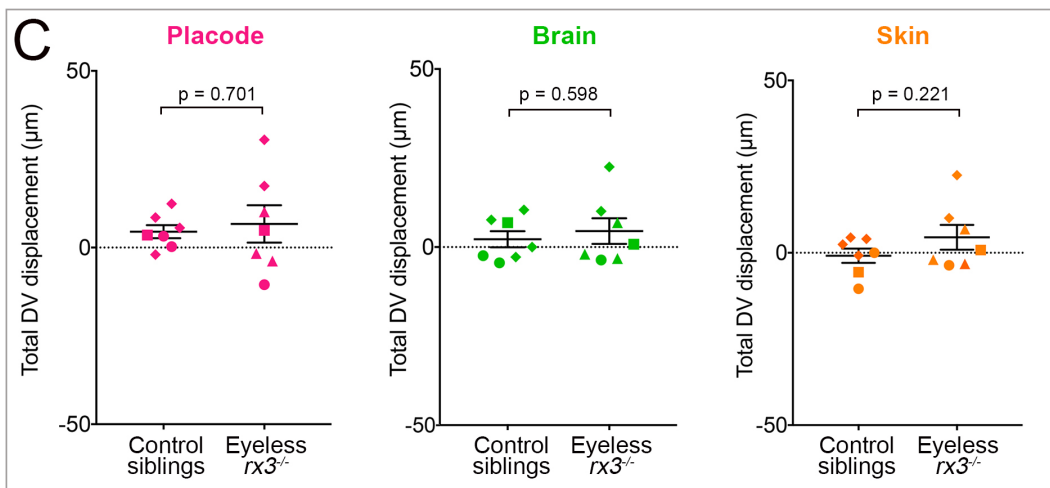 C
Placode
Total DV displacement (µm)
50
0
-50
p = 0.701
Control
siblings
Eyeless
rx3-/-
Brain
Total DV displacement (µm)
50
0
-50
p = 0.598
Control
siblings
Eyeless
rx3-/-
Skin
Total DV displacement (µm)
50
0
-50
p = 0.221
Control
siblings
Eyeless
rx3-/-